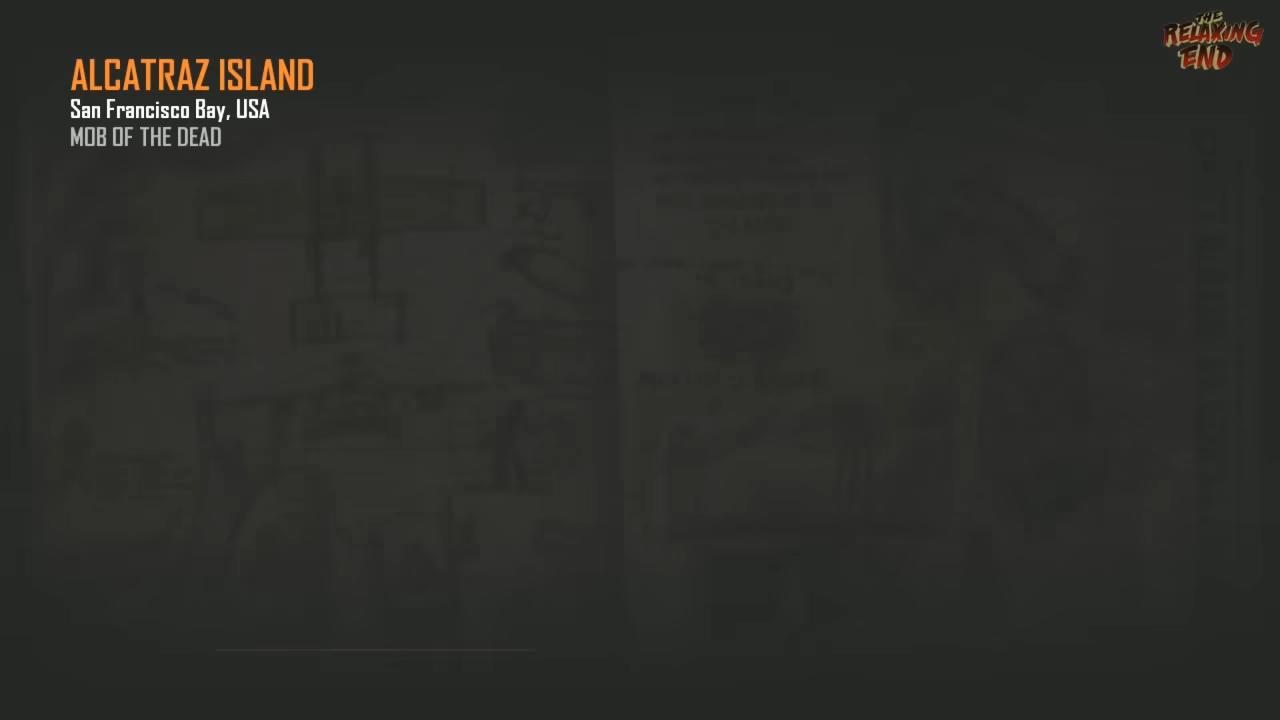 THE
RELAXING
END
ALCATRAZ ISLAND
San Francisco Bay, USA
MOB OF THE DEAD